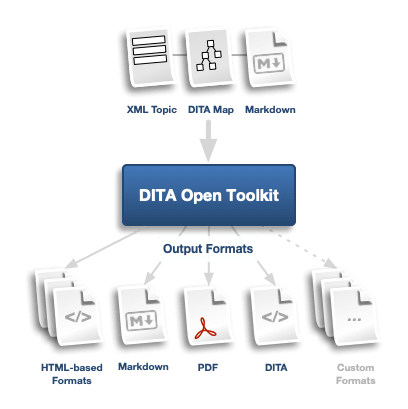 M
XML Topic DITA Map Markdown
DITA Open Toolkit
Output Formats
</> M </> ...
HTML-based Markdown PDF DITA Custom
Formats Formats